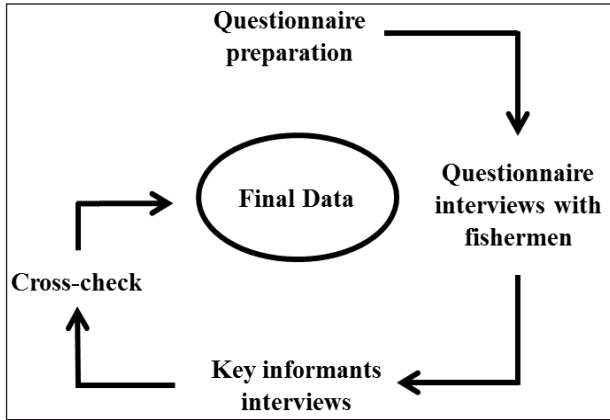 Questionnaire
preparation
Questionnaire
interviews with
fishermen
Key informants
interviews
Cross-check
Final Data